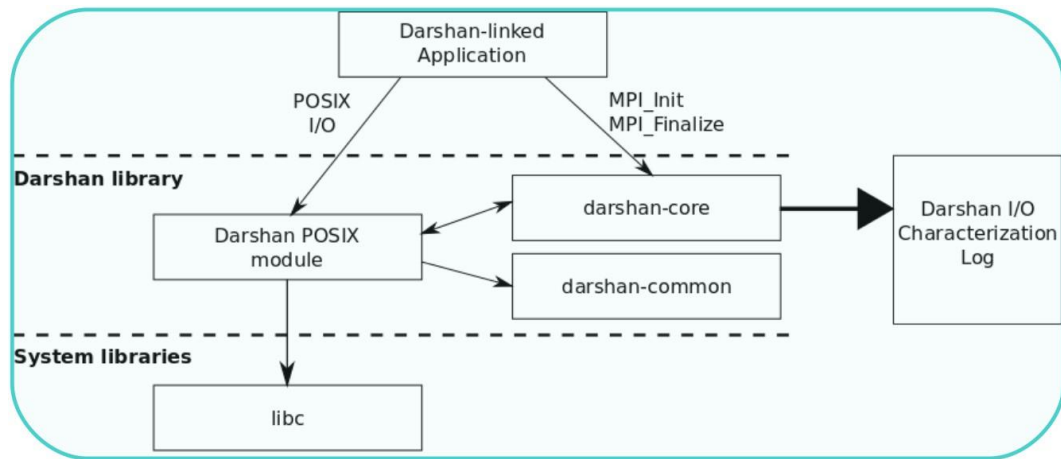 Darshan-linked
Application
POSIX
I/O
MPI_Init
MPI_Finalize
Darshan library
darshan-core
Darshan I/O
Characterization
Log
Darshan POSIX
module
darshan-common
System libraries
libc